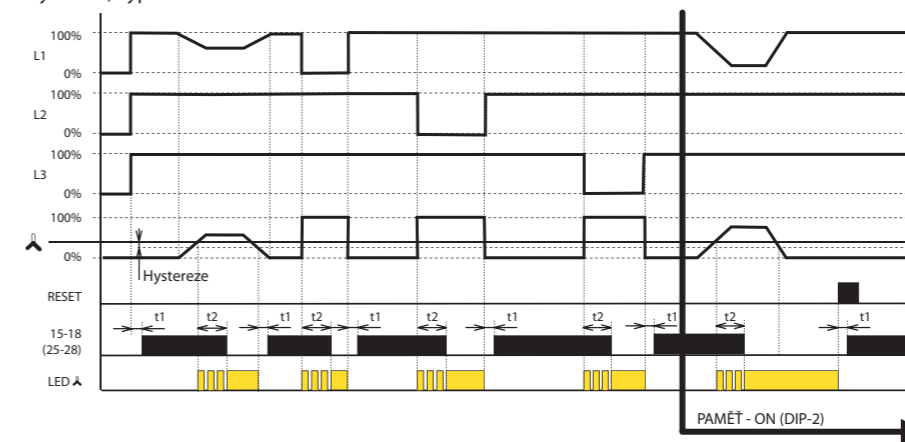 100%
L1
0%
100%
L2
0%
100%
L3
0%
100%
0%
Hystereze
RESET
t1 t2 t1 t2 t1 t2 t1 t2 t1 t2 t1
15-18
(25-28)
LED
PAMĚŤ - ON (DIP-2)